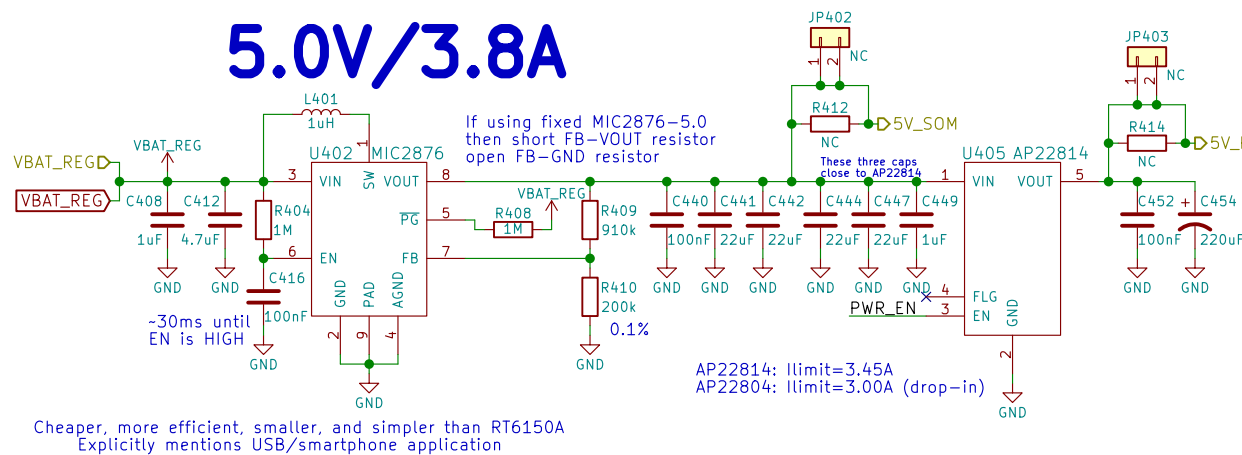 5.0V/3.8A
JP402
1
2
NC
R412
NC
5V_SOM
JP403
1
2
NC
R414
NC
L401
1uH
If using fixed MIC2876-5.0
then short FB-VOUT resistor
open FB-GND resistor
These three caps
close to AP22814
VBAT_REG
VBAT_REG
VBAT_REG
C408
1uF
GND
C412
4.7uF
GND
R404
1M
C416
100nF
GND
~30ms until
EN is HIGH
U402 MIC2876
3 VIN
1 SW
VOUT 8
PG 5
6 EN
FB 7
GND 2
PAD 9
AGND 4
GND
R408
1M
VBAT_REG
R409
910k
R410
200k
0.1%
GND
C440
100nF
GND
C441
22uF
GND
C442
22uF
GND
C444
22uF
GND
C447
22uF
GND
C449
1uF
GND
U405 AP22814
1 VIN
VOUT 5
4 FLG
3 EN
GND 2
GND
PWR_EN
C452
100nF
GND
+
C454
220uF
GND
AP22814: Ilimit=3.45A
AP22804: Ilimit=3.00A (drop-in)
Cheaper, more efficient, smaller, and simpler than RT6150A
Explicitly mentions USB/smartphone application